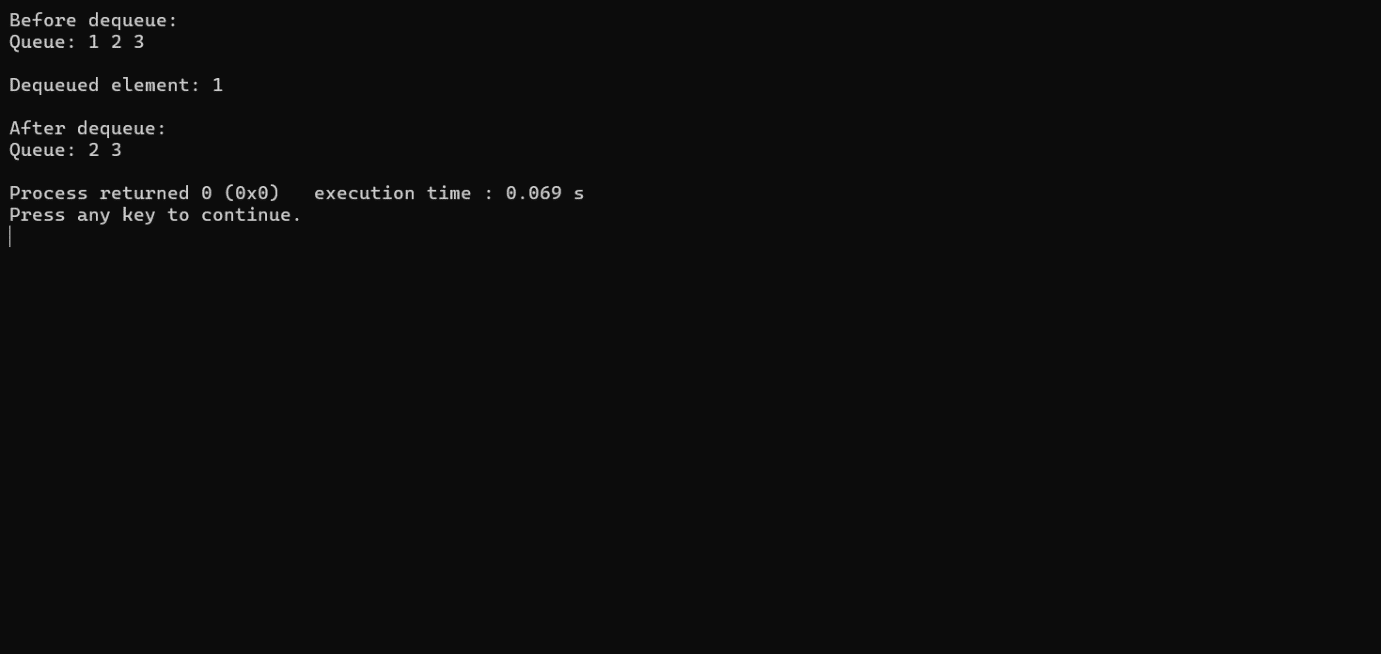 Before dequeue:
Queue: 1 2 3
Dequeued element: 1
After dequeue:
Queue: 2 3
Process returned 0 (0x0)   execution time : 0.069 s
Press any key to continue.